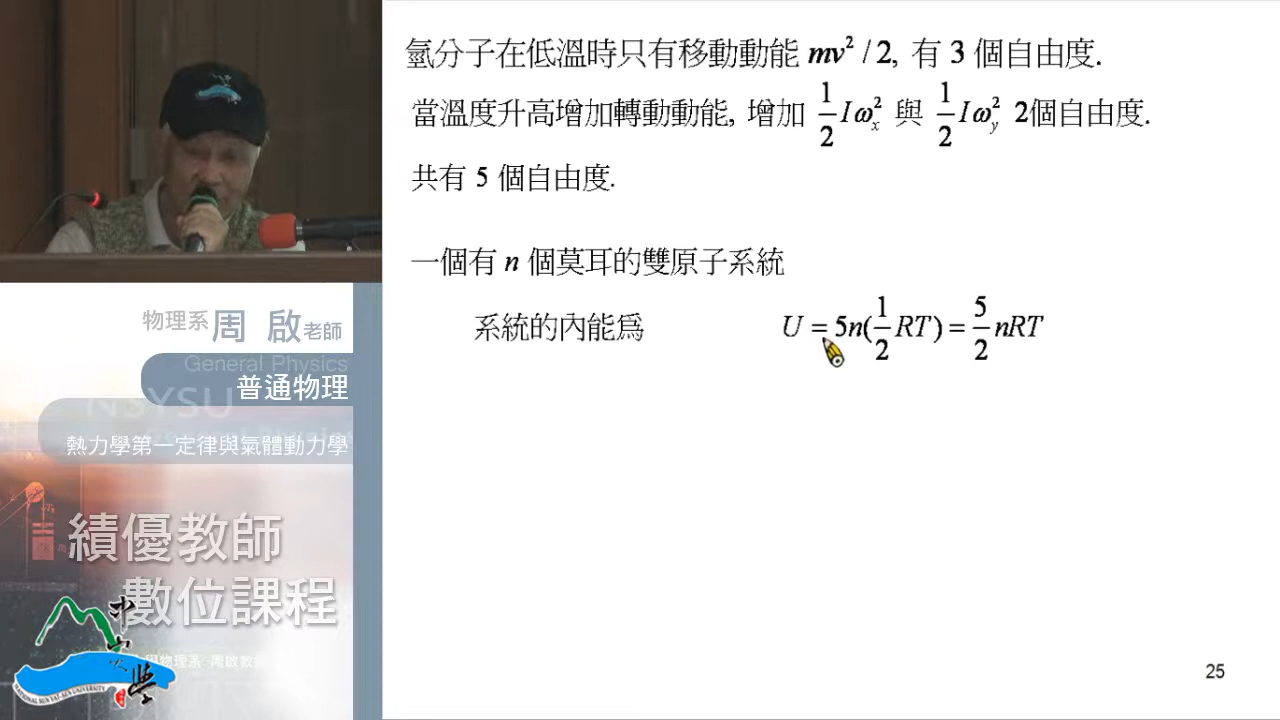 氫分子在低溫時只有移動動能 mv² / 2, 有 3 個自由度.
當溫度升高增加轉動動能, 增加 1/2 Iω_x² 與 1/2 Iω_y² 2個自由度.
共有 5 個自由度.
一個有 n 個莫耳的雙原子系統
系統的內能為 U = 5n(1/2 RT) = 5/2 nRT
物理系 周 啟 老師
General Physics
普通物理
NSYSU
熱力學第一定律與氣體動力學
績優教師
數位課程
25